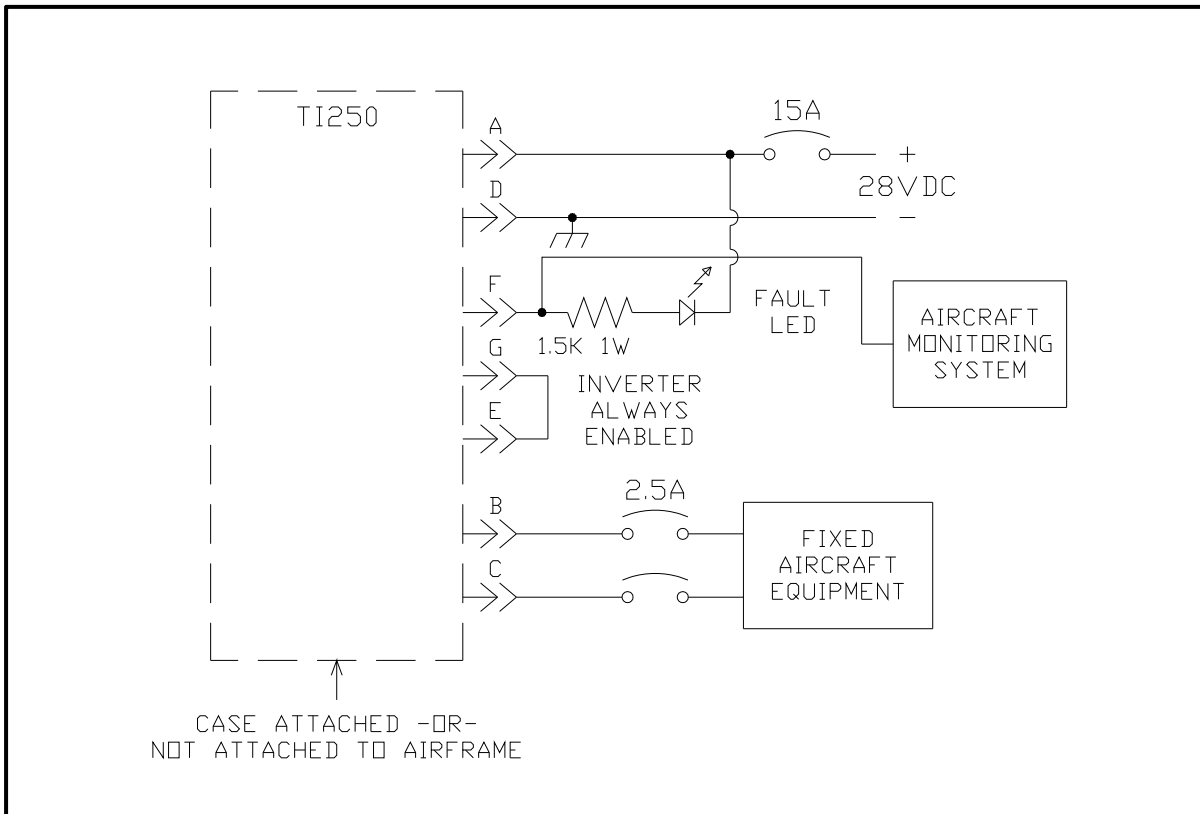 TI250
A
15A
+
28VDC
D
-
F
FAULT
LED
1.5K 1W
AIRCRAFT
MONITORING
SYSTEM
G
INVERTER
ALWAYS
ENABLED
E
B
2.5A
FIXED
AIRCRAFT
EQUIPMENT
C
CASE ATTACHED -OR-
NOT ATTACHED TO AIRFRAME